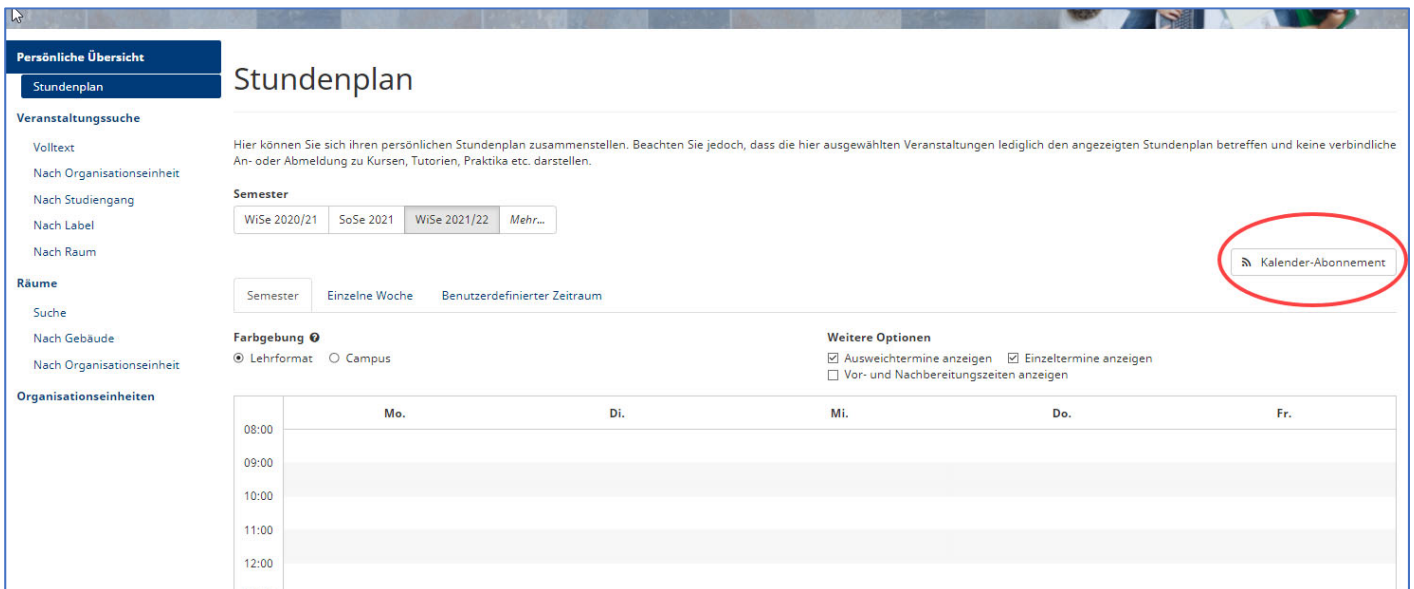 Persönliche Übersicht
Stundenplan
Veranstaltungssuche
Volltext
Nach Organisationseinheit
Nach Studiengang
Nach Label
Nach Raum
Räume
Suche
Nach Gebäude
Nach Organisationseinheit
Organisationseinheiten
Stundenplan
Hier können Sie sich ihren persönlichen Stundenplan zusammenstellen. Beachten Sie jedoch, dass die hier ausgewählten Veranstaltungen lediglich den angezeigten Stundenplan betreffen und keine verbindliche
An- oder Abmeldung zu Kursen, Tutorien, Praktika etc. darstellen.
Semester
WiSe 2020/21 SoSe 2021 WiSe 2021/22 Mehr...
Kalender-Abonnement
Semester Einzelne Woche Benutzerdefinierter Zeitraum
Farbgebung
Lehrformat Campus
Weitere Optionen
Ausweichtermine anzeigen Einzeltermine anzeigen
Vor- und Nachbereitungszeiten anzeigen
Mo. Di. Mi. Do. Fr.
08:00
09:00
10:00
11:00
12:00